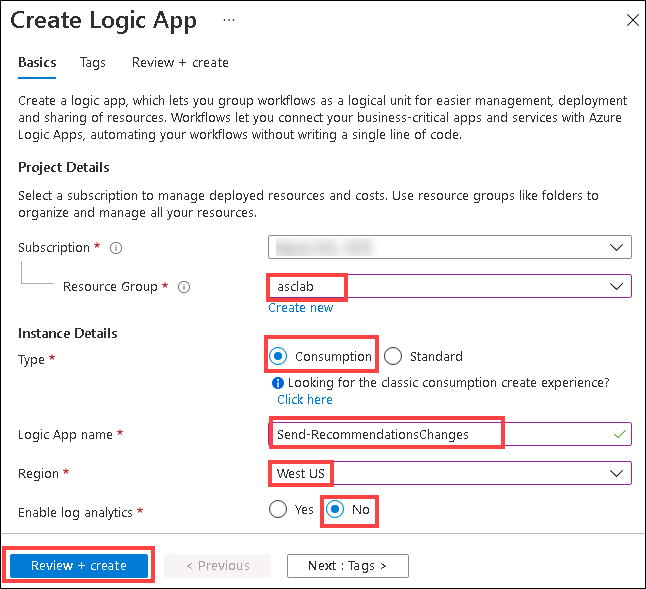 Create Logic App ...
Basics Tags Review + create
Create a logic app, which lets you group workflows as a logical unit for easier management, deployment
and sharing of resources. Workflows let you connect your business-critical apps and services with Azure
Logic Apps, automating your workflows without writing a single line of code.
Project Details
Select a subscription to manage deployed resources and costs. Use resource groups like folders to
organize and manage all your resources.
Subscription *
Resource Group * asclab
Create new
Instance Details
Type * Consumption Standard
Looking for the classic consumption create experience?
Click here
Logic App name * Send-RecommendationsChanges
Region * West US
Enable log analytics * Yes No
Review + create < Previous Next : Tags >